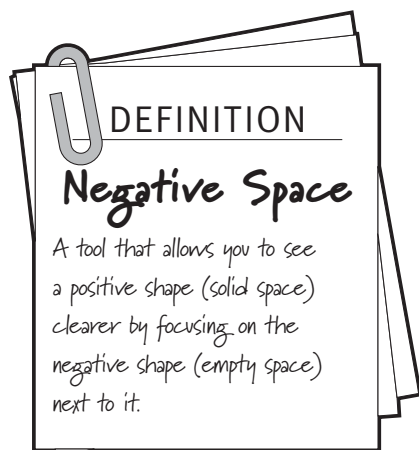 DEFINITION
Negative Space
A tool that allows you to see
a positive shape (solid space)
clearer by focusing on the
negative shape (empty space)
next to it.